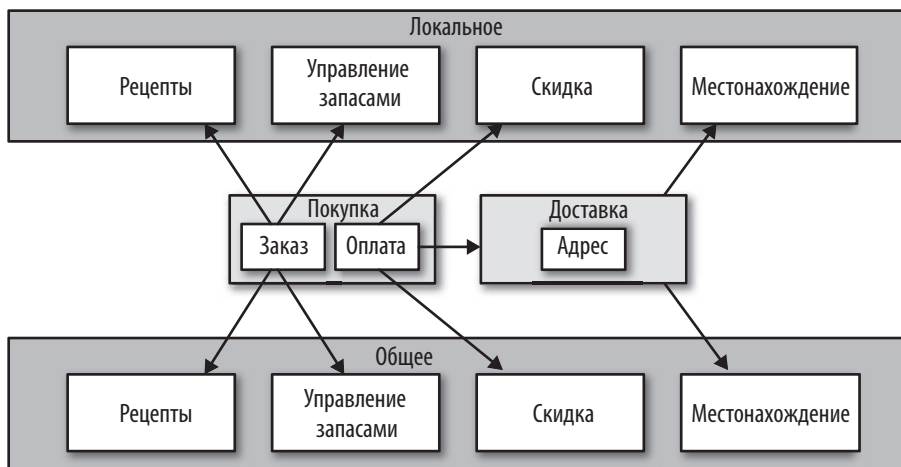 Локальное
Рецепты
Управление
запасами
Скидка
Местонахождение
Покупка
Заказ
Оплата
Доставка
Адрес
Общее
Рецепты
Управление
запасами
Скидка
Местонахождение